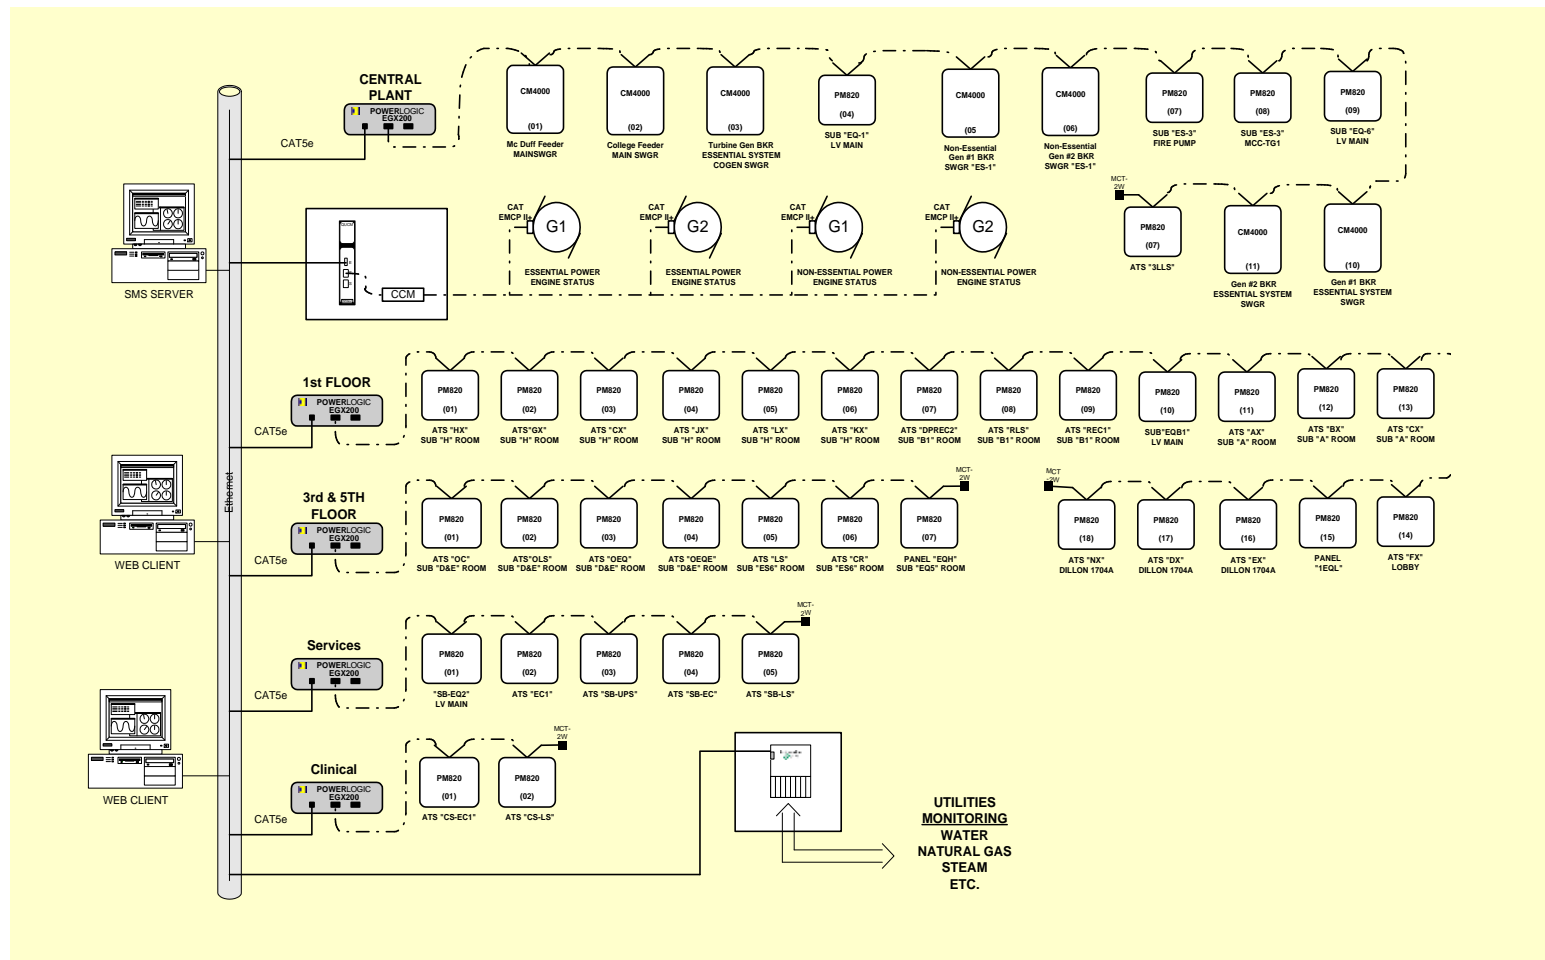 CENTRAL
PLANT
POWERLOGIC
EGX200
CAT5e
CM4000
(01)
Mc Duff Feeder
MAINSWGR
CM4000
(02)
College Feeder
MAIN SWGR
CM4000
(03)
Turbine Gen BKR
ESSENTIAL SYSTEM
COGEN SWGR
PM820
(04)
SUB "EQ-1"
LV MAIN
CM4000
(05
Non-Essential
Gen #1 BKR
SWGR "ES-1"
CM4000
(06)
Non-Essential
Gen #2 BKR
SWGR "ES-1"
PM820
(07)
SUB "ES-3"
FIRE PUMP
PM820
(08)
SUB "ES-3"
MCC-TG1
PM820
(09)
SUB "EQ-6"
LV MAIN
MCT-
2W
PM820
(07)
ATS "3LLS"
CM4000
(11)
Gen #2 BKR
ESSENTIAL SYSTEM
SWGR
CM4000
(10)
Gen #1 BKR
ESSENTIAL SYSTEM
SWGR
SMS SERVER
CCM
CAT
EMCP II+
G1
ESSENTIAL POWER
ENGINE STATUS
CAT
EMCP II+
G2
ESSENTIAL POWER
ENGINE STATUS
CAT
EMCP II+
G1
NON-ESSENTIAL POWER
ENGINE STATUS
CAT
EMCP II+
G2
NON-ESSENTIAL POWER
ENGINE STATUS
1st FLOOR
POWERLOGIC
EGX200
CAT5e
PM820
(01)
ATS "HX"
SUB "H" ROOM
PM820
(02)
ATS"GX"
SUB "H" ROOM
PM820
(03)
ATS "CX"
SUB "H" ROOM
PM820
(04)
ATS "JX"
SUB "H" ROOM
PM820
(05)
ATS "LX"
SUB "H" ROOM
PM820
(06)
ATS "KX"
SUB "H" ROOM
PM820
(07)
ATS "DPREC2"
SUB "B1" ROOM
PM820
(08)
ATS "RLS"
SUB "B1" ROOM
PM820
(09)
ATS "REC1"
SUB "B1" ROOM
PM820
(10)
SUB"EQB1"
LV MAIN
PM820
(11)
ATS "AX"
SUB "A" ROOM
PM820
(12)
ATS "BX"
SUB "A" ROOM
PM820
(13)
ATS "CX"
SUB "A" ROOM
Ethernet
WEB CLIENT
3rd & 5TH
FLOOR
POWERLOGIC
EGX200
CAT5e
PM820
(01)
ATS "OC"
SUB "D&E" ROOM
PM820
(02)
ATS"OLS"
SUB "D&E" ROOM
PM820
(03)
ATS "OEQ"
SUB "D&E" ROOM
PM820
(04)
ATS "OEQE"
SUB "D&E" ROOM
PM820
(05)
ATS "LS"
SUB "ES6" ROOM
PM820
(06)
ATS "CR"
SUB "ES6" ROOM
PM820
(07)
PANEL "EQH"
SUB "EQ5" ROOM
MCT-
2W
MCT
-2W
PM820
(18)
ATS "NX"
DILLON 1704A
PM820
(17)
ATS "DX"
DILLON 1704A
PM820
(16)
ATS "EX"
DILLON 1704A
PM820
(15)
PANEL
"1EQL"
PM820
(14)
ATS "FX"
LOBBY
Services
POWERLOGIC
EGX200
CAT5e
PM820
(01)
"SB-EQ2"
LV MAIN
PM820
(02)
ATS "EC1"
PM820
(03)
ATS "SB-UPS"
PM820
(04)
ATS "SB-EC"
PM820
(05)
ATS "SB-LS"
MCT-
2W
WEB CLIENT
Clinical
POWERLOGIC
EGX200
CAT5e
PM820
(01)
ATS "CS-EC1"
PM820
(02)
ATS "CS-LS"
MCT-
2W
UTILITIES
MONITORING
WATER
NATURAL GAS
STEAM
ETC.